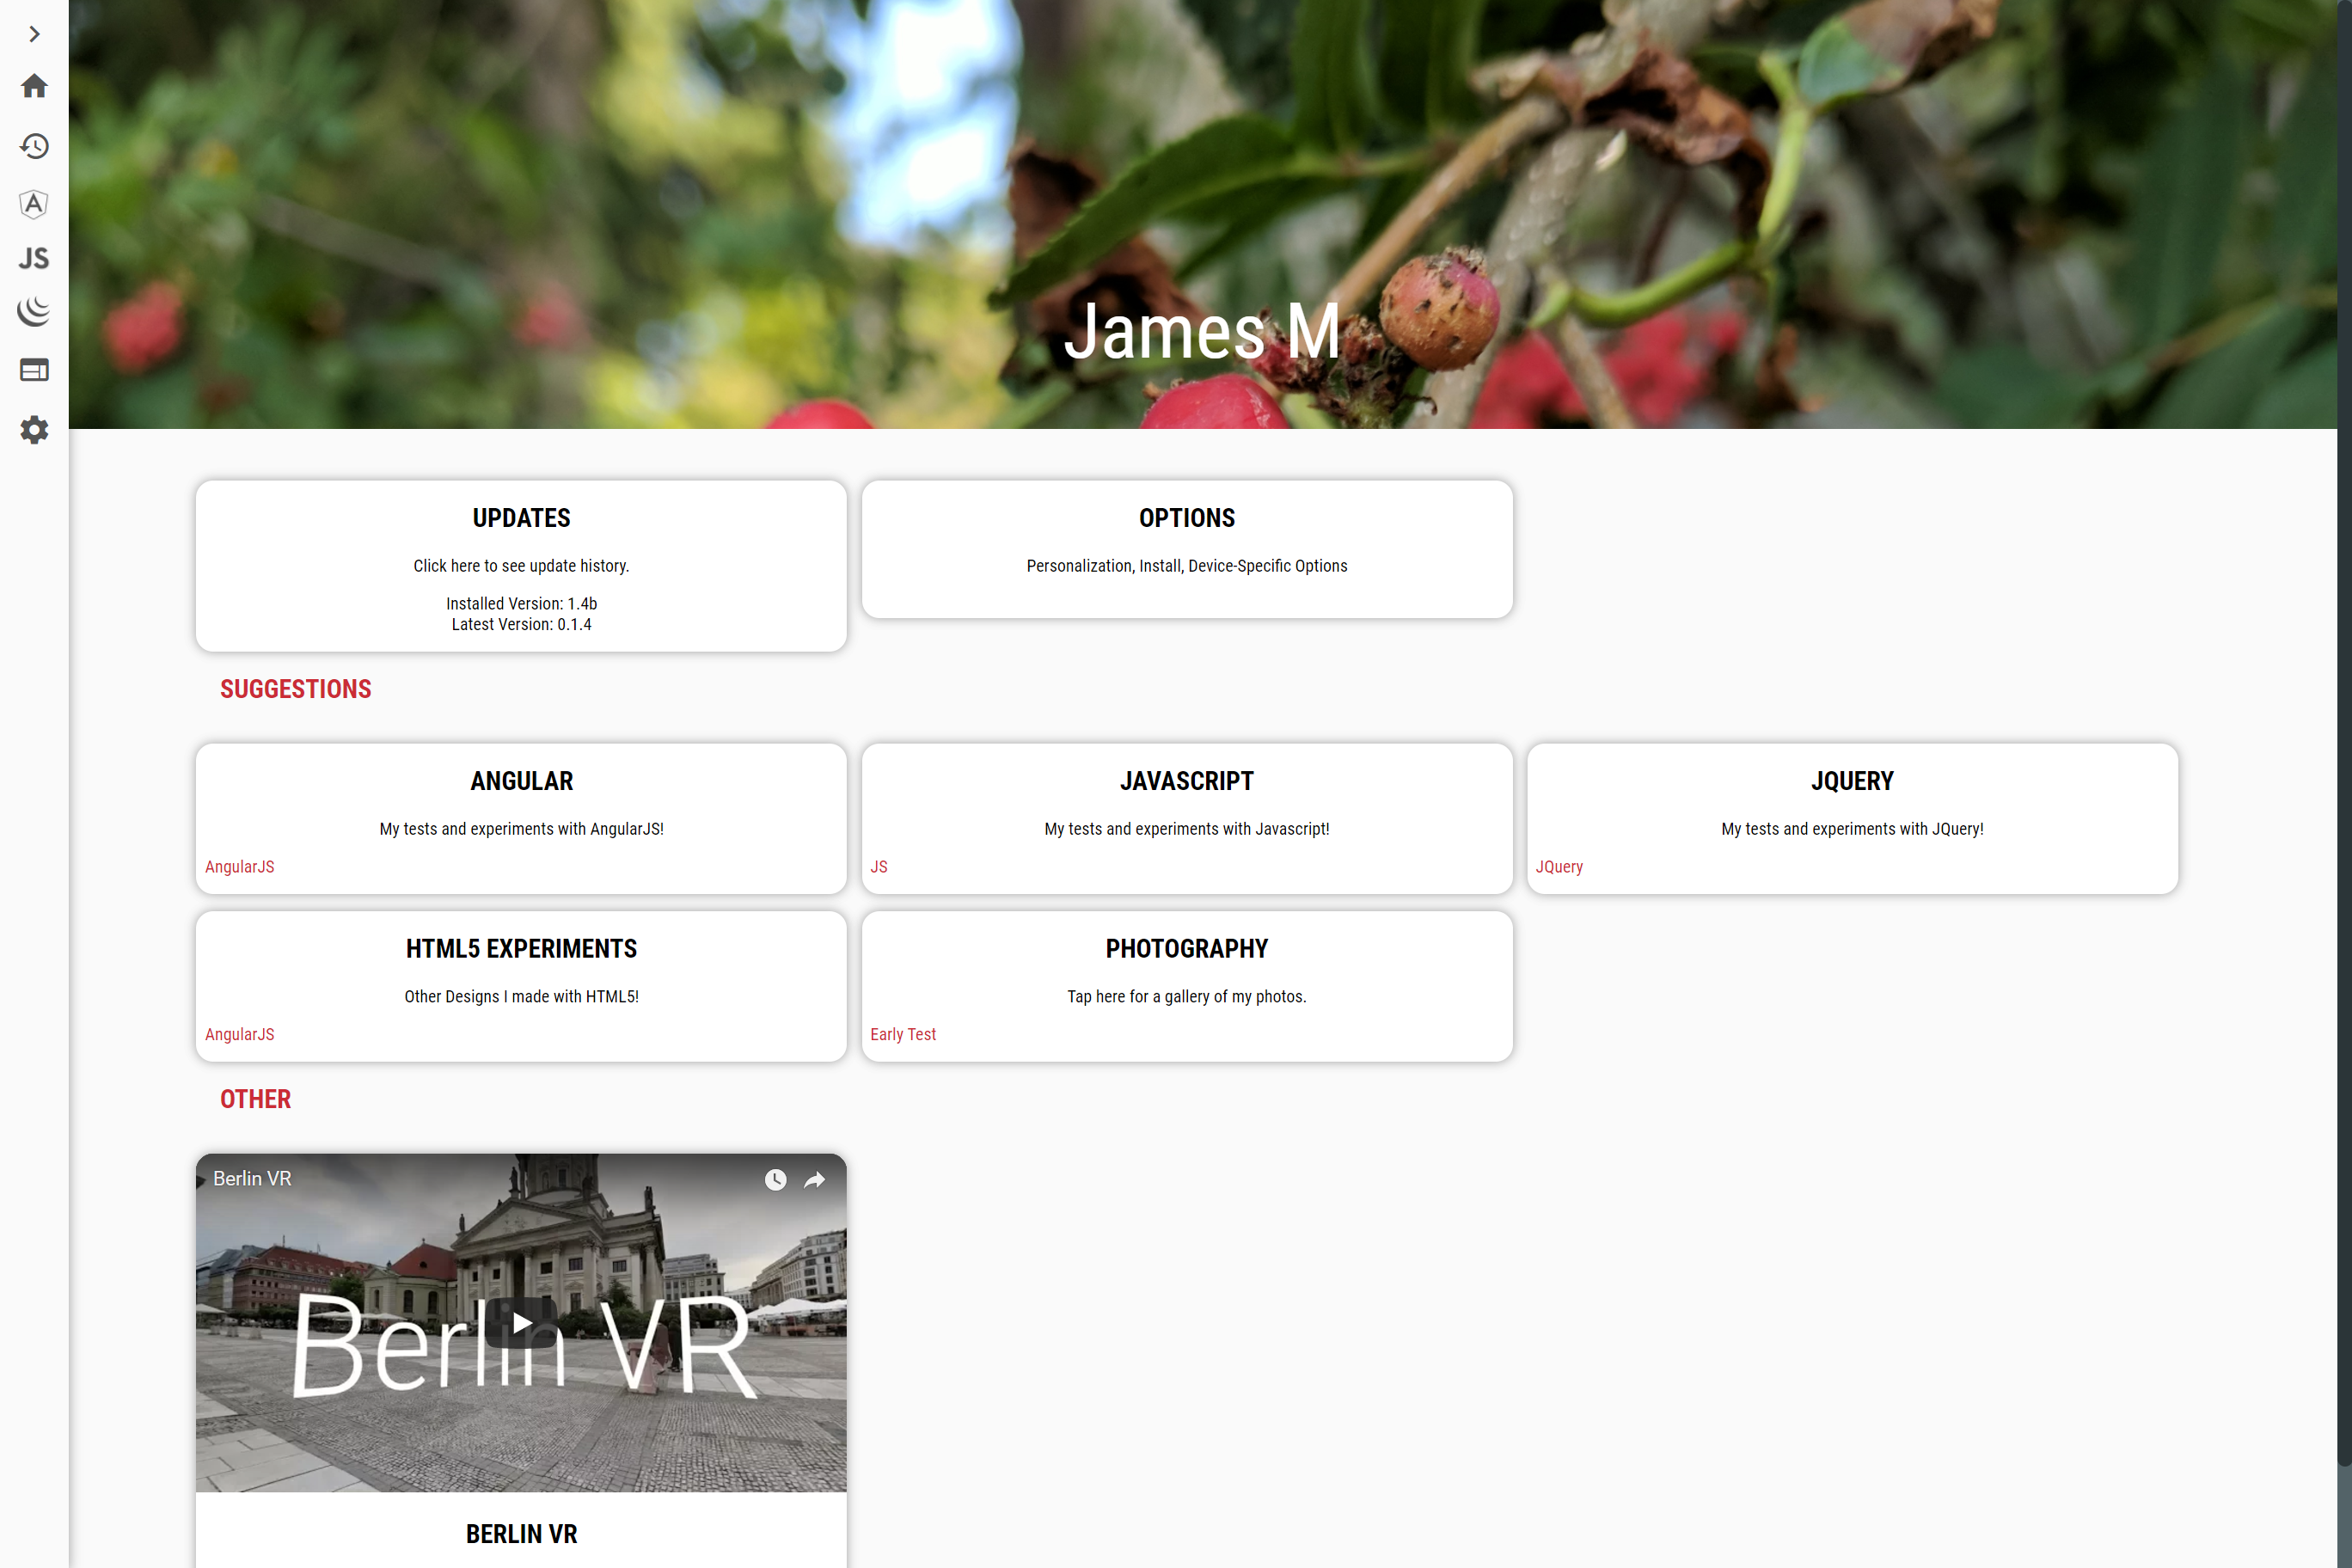 James M
JS
UPDATES
Click here to see update history.
Installed Version: 1.4b
Latest Version: 0.1.4
OPTIONS
Personalization, Install, Device-Specific Options
SUGGESTIONS
ANGULAR
My tests and experiments with AngularJS!
AngularJS
JAVASCRIPT
My tests and experiments with Javascript!
JS
JQUERY
My tests and experiments with JQuery!
JQuery
HTML5 EXPERIMENTS
Other Designs I made with HTML5!
AngularJS
PHOTOGRAPHY
Tap here for a gallery of my photos.
Early Test
OTHER
Berlin VR
Berlin VR
BERLIN VR